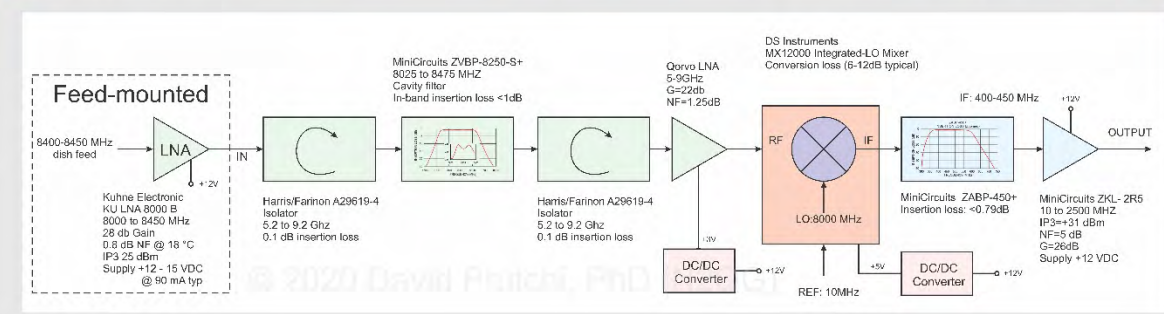 Feed-mounted
8400-8450 MHz
dish feed
LNA
+12V
IN
Kuhne Electronic
KU LNA 8000 B
8000 to 8450 MHz
28 db Gain
0.8 dB NF @ 18 °C
IP3 25 dBm
Supply +12 - 15 VDC
@ 90 mA typ
Harris/Farinon A29619-4
Isolator
5.2 to 9.2 Ghz
0.1 dB insertion loss
MiniCircuits ZVBP-8250-S+
8025 to 8475 MHZ
Cavity filter
In-band insertion loss <1dB
Harris/Farinon A29619-4
Isolator
5.2 to 9.2 Ghz
0.1 dB insertion loss
Qorvo LNA
5-9GHz
G=22db
NF=1.25dB
+3V
DC/DC
Converter
+12V
DS Instruments
MX12000 Integrated-LO Mixer
Conversion loss (6-12dB typical)
RF
IF
LO:8000 MHz
REF: 10MHz
+5V
DC/DC
Converter
+12V
MiniCircuits ZABP-450+
Insertion loss: <0.79dB
IF: 400-450 MHz
+12V
OUTPUT
MiniCircuits ZKL- 2R5
10 to 2500 MHZ
IP3=+31 dBm
NF=5 dB
G=26dB
Supply +12 VDC
© 2020 David
PhD